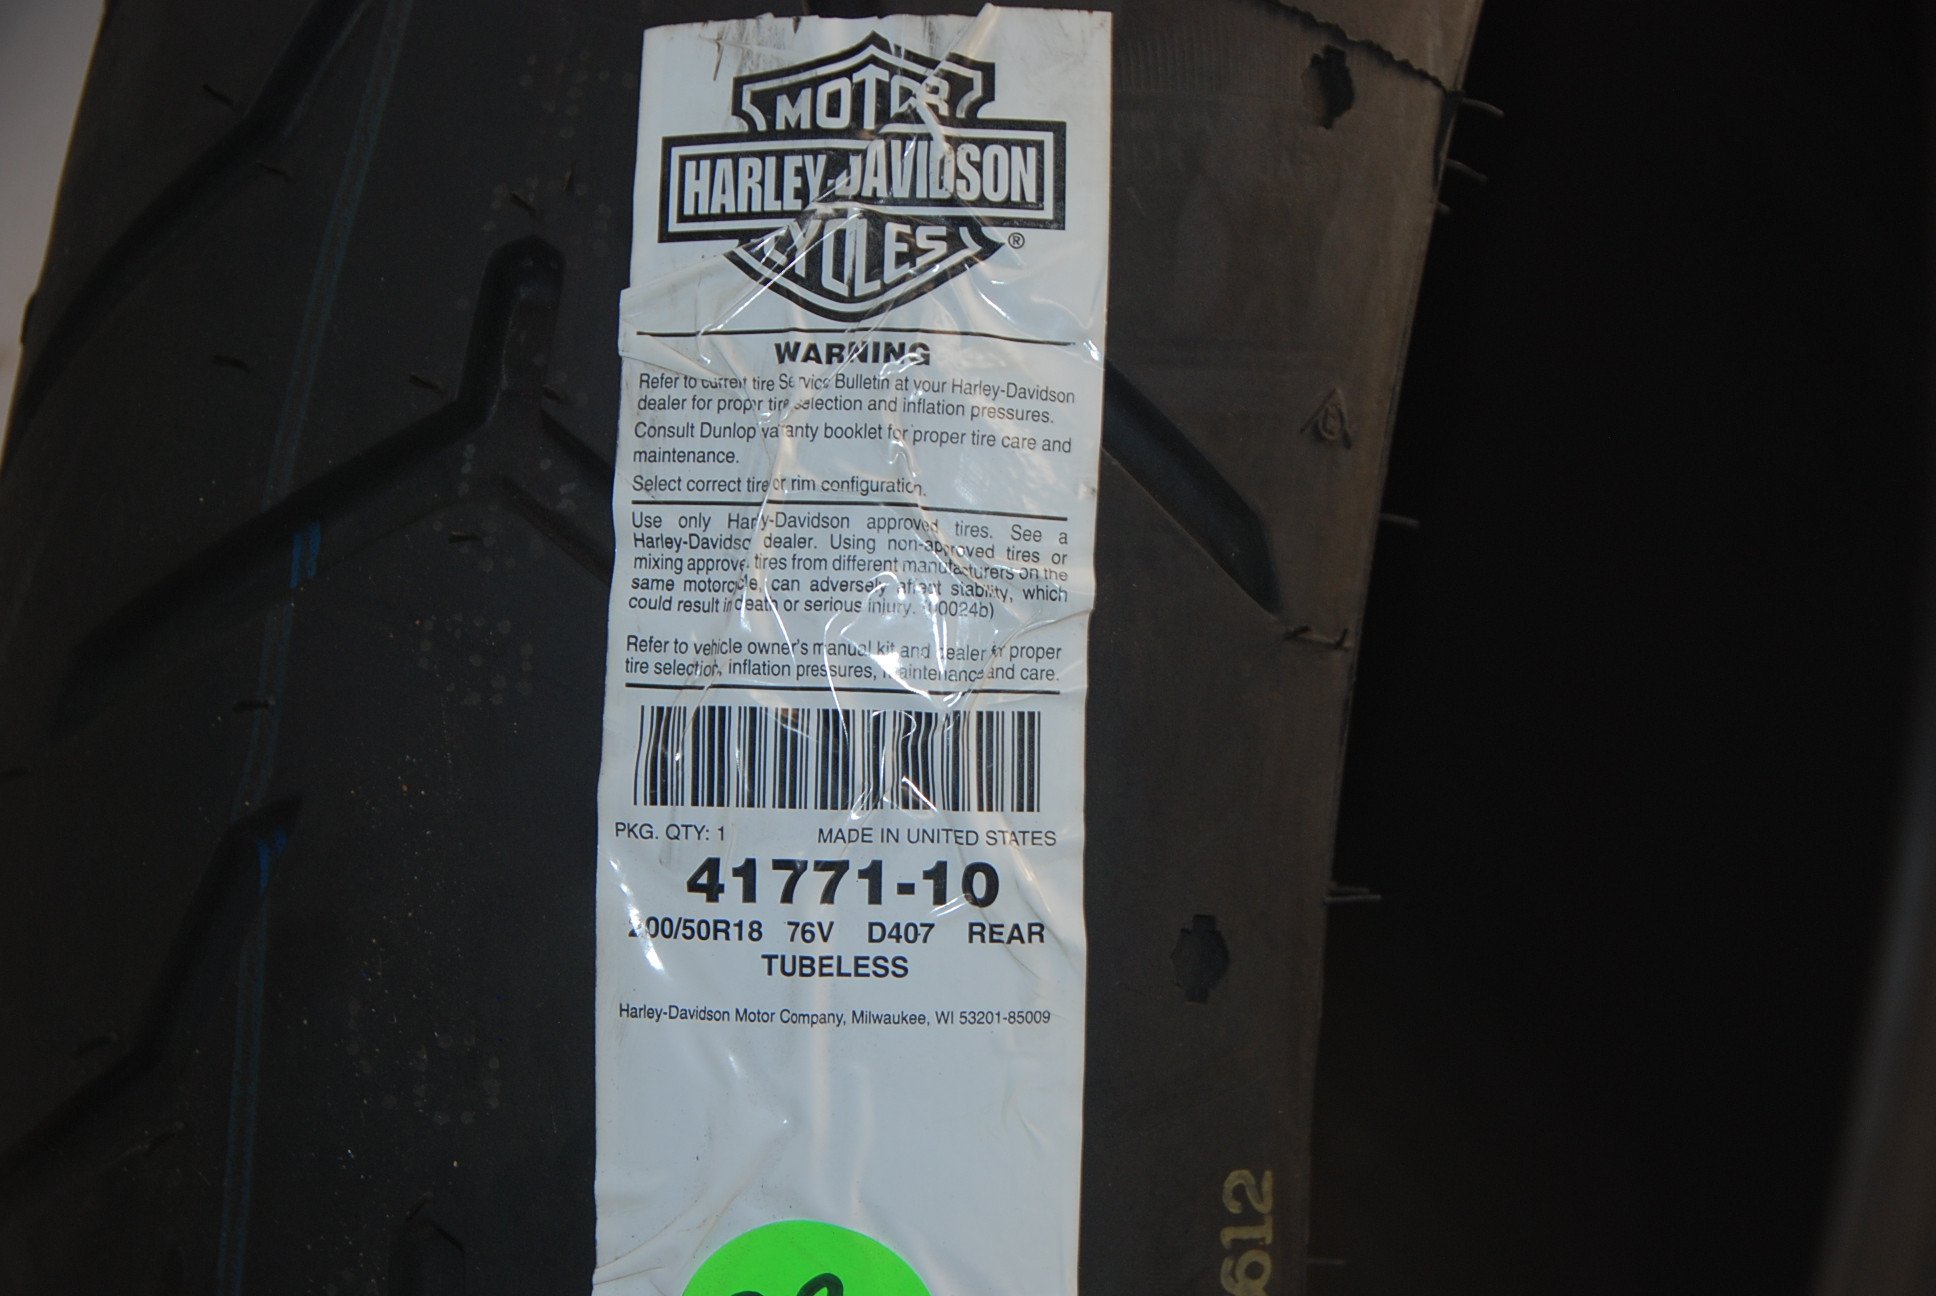 MOTOR
HARLEY-DAVIDSON
CYCLES ®
WARNING
Refer to current tire Service Bulletin at your Harley-Davidson
dealer for proper tire selection and inflation pressures.
Consult Dunlop warranty booklet for proper tire care and
maintenance.
Select correct tire or rim configuration.
Use only Harley-Davidson approved tires. See a
Harley-Davidson dealer. Using non-approved tires or
mixing approved tires from different manufacturers on the
same motorcycle, can adversely affect stability, which
could result in death or serious injury.
Refer to vehicle owner's manual kit and dealer for proper
tire selection, inflation pressures, maintenance and care.
PKG. QTY: 1 MADE IN UNITED STATES
41771-10
200/50R18 76V D407 REAR
TUBELESS
Harley-Davidson Motor Company, Milwaukee, WI 53201-85009
612